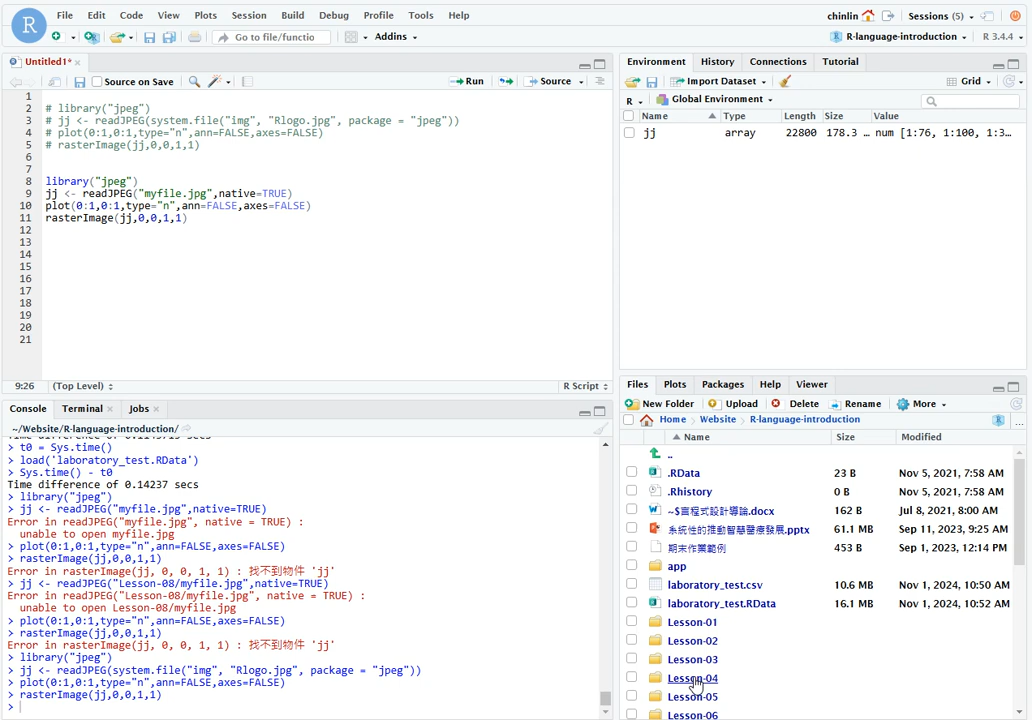 File Edit Code View Plots Session Build Debug Profile Tools Help
chinlin Sessions (5)
Go to file/functio Addins
R-language-introduction R 3.4.4
Untitled1* ×
Source on Save Run Source
1
2 # library("jpeg")
3 # jj <- readJPEG(system.file("img", "Rlogo.jpg", package = "jpeg"))
4 # plot(0:1,0:1,type="n",ann=FALSE,axes=FALSE)
5 # rasterImage(jj,0,0,1,1)
6
7
8 library("jpeg")
9 jj <- readJPEG("myfile.jpg",native=TRUE)
10 plot(0:1,0:1,type="n",ann=FALSE,axes=FALSE)
11 rasterImage(jj,0,0,1,1)
12
13
14
15
16
17
18
19
20
21
9:26 (Top Level) R Script
Console Terminal × Jobs ×
~/Website/R-language-introduction/
> t0 = Sys.time()
> load('laboratory_test.RData')
> Sys.time() - t0
Time difference of 0.14237 secs
> library("jpeg")
> jj <- readJPEG("myfile.jpg",native=TRUE)
Error in readJPEG("myfile.jpg", native = TRUE) :
unable to open myfile.jpg
> plot(0:1,0:1,type="n",ann=FALSE,axes=FALSE)
> rasterImage(jj,0,0,1,1)
Error in rasterImage(jj, 0, 0, 1, 1) : 找不到物件 'jj'
> jj <- readJPEG("Lesson-08/myfile.jpg",native=TRUE)
Error in readJPEG("Lesson-08/myfile.jpg", native = TRUE) :
unable to open Lesson-08/myfile.jpg
> plot(0:1,0:1,type="n",ann=FALSE,axes=FALSE)
> rasterImage(jj,0,0,1,1)
Error in rasterImage(jj, 0, 0, 1, 1) : 找不到物件 'jj'
> library("jpeg")
> jj <- readJPEG(system.file("img", "Rlogo.jpg", package = "jpeg"))
> plot(0:1,0:1,type="n",ann=FALSE,axes=FALSE)
> rasterImage(jj,0,0,1,1)
>
Environment History Connections Tutorial
Import Dataset Grid
R Global Environment
Name Type Length Size Value
jj array 22800 178.3 … num [1:76, 1:100, 1:3…
Files Plots Packages Help Viewer
New Folder Upload Delete Rename More
Home Website R-language-introduction ...
Name Size Modified
..
.RData 23 B Nov 5, 2021, 7:58 AM
.Rhistory 0 B Nov 5, 2021, 7:58 AM
~$言程式設計導論.docx 162 B Jul 8, 2021, 8:00 AM
系統性的推動智慧醫療發展.pptx 61.1 MB Sep 11, 2023, 9:25 AM
期末作業範例 453 B Sep 1, 2023, 12:14 PM
app
laboratory_test.csv 10.6 MB Nov 1, 2024, 10:50 AM
laboratory_test.RData 16.1 MB Nov 1, 2024, 10:52 AM
Lesson-01
Lesson-02
Lesson-03
Lesson-04
Lesson-05
Lesson-06